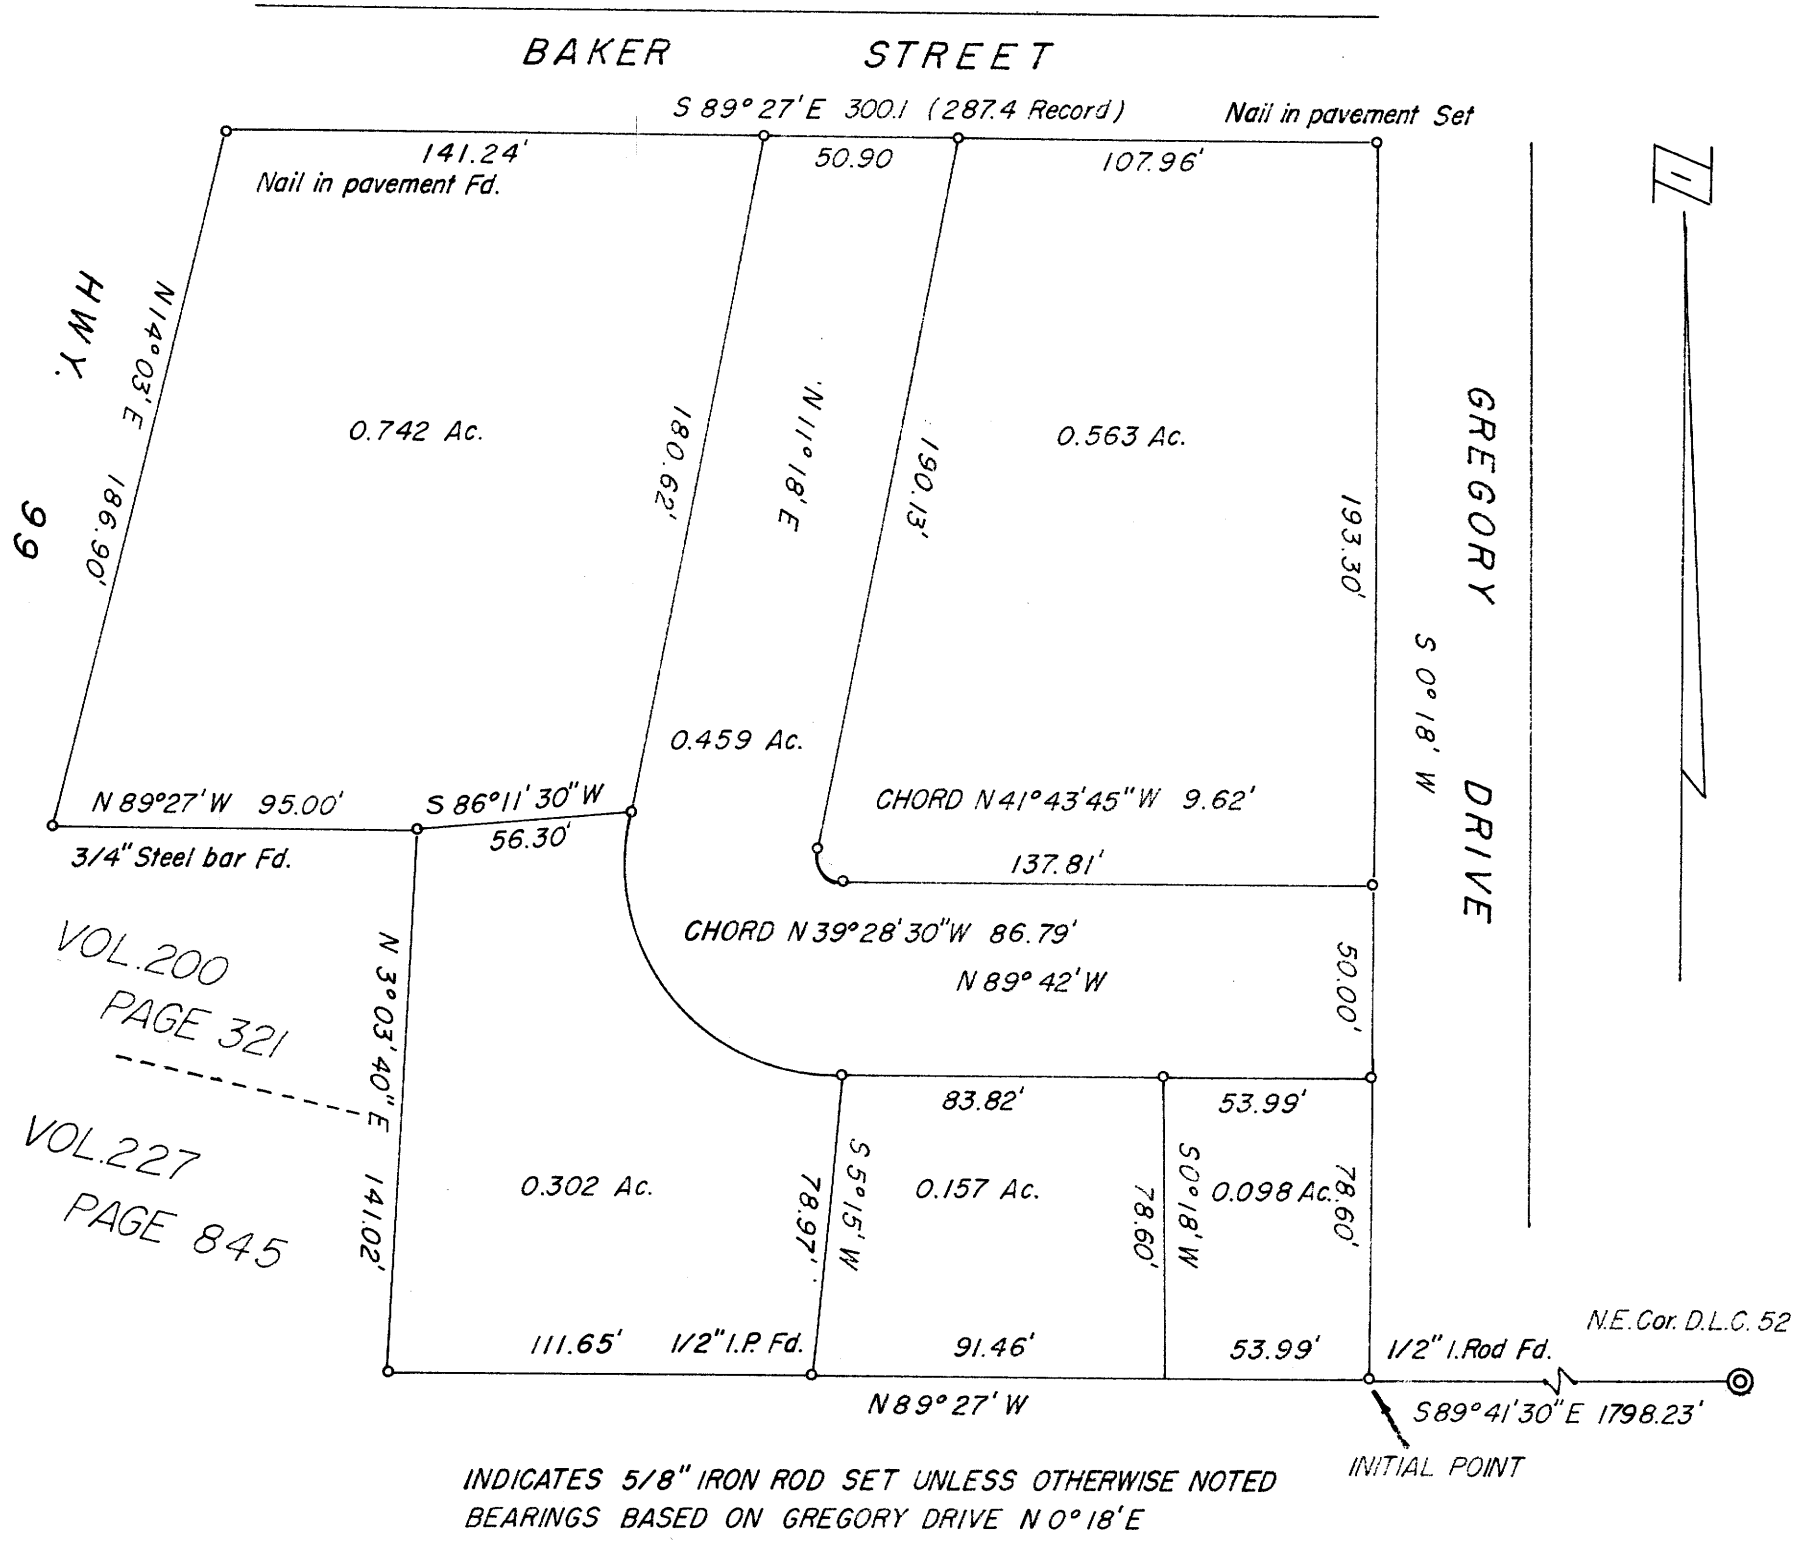 BAKER STREET
S 89°27'E 300.1 (287.4 Record)
Nail in pavement Set
141.24'
50.90
107.96'
Nail in pavement Fd.
N
HWY. 99
N14°03'E 186.90'
0.742 Ac.
180.62'
N11°18'E
190.13'
0.563 Ac.
193.30'
S 0°18' W
GREGORY DRIVE
0.459 Ac.
N 89°27'W 95.00'
S 86°11'30"W
56.30'
3/4" Steel bar Fd.
CHORD N41°43'45"W 9.62'
137.81'
CHORD N39°28'30"W 86.79'
N 89°42'W
50.00'
VOL.200
PAGE 321
VOL.227
PAGE 845
N 3°03'40"E 141.02'
83.82'
53.99'
0.302 Ac.
78.97'
S 5°15' W
0.157 Ac.
78.60'
S0°18'W
0.098 Ac.
78.60'
111.65'
1/2" I.P. Fd.
91.46'
53.99'
1/2" I.Rod Fd.
N.E.Cor. D.L.C. 52
N89°27'W
S89°41'30"E 1798.23'
INITIAL POINT
INDICATES 5/8" IRON ROD SET UNLESS OTHERWISE NOTED
BEARINGS BASED ON GREGORY DRIVE N 0°18'E